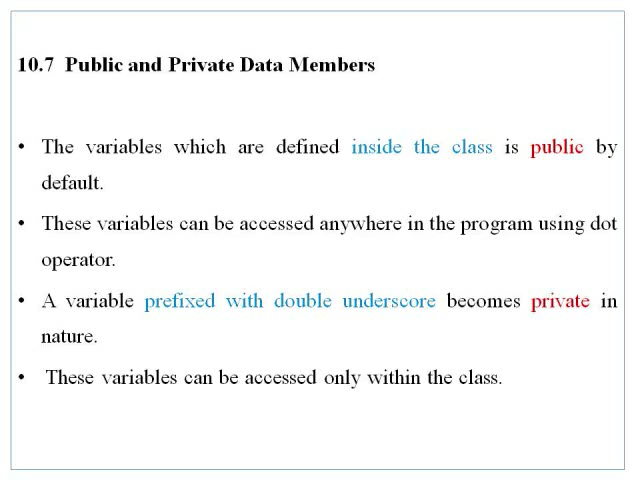 10.7 Public and Private Data Members
• The variables which are defined inside the class is public by
default.
• These variables can be accessed anywhere in the program using dot
operator.
• A variable prefixed with double underscore becomes private in
nature.
• These variables can be accessed only within the class.